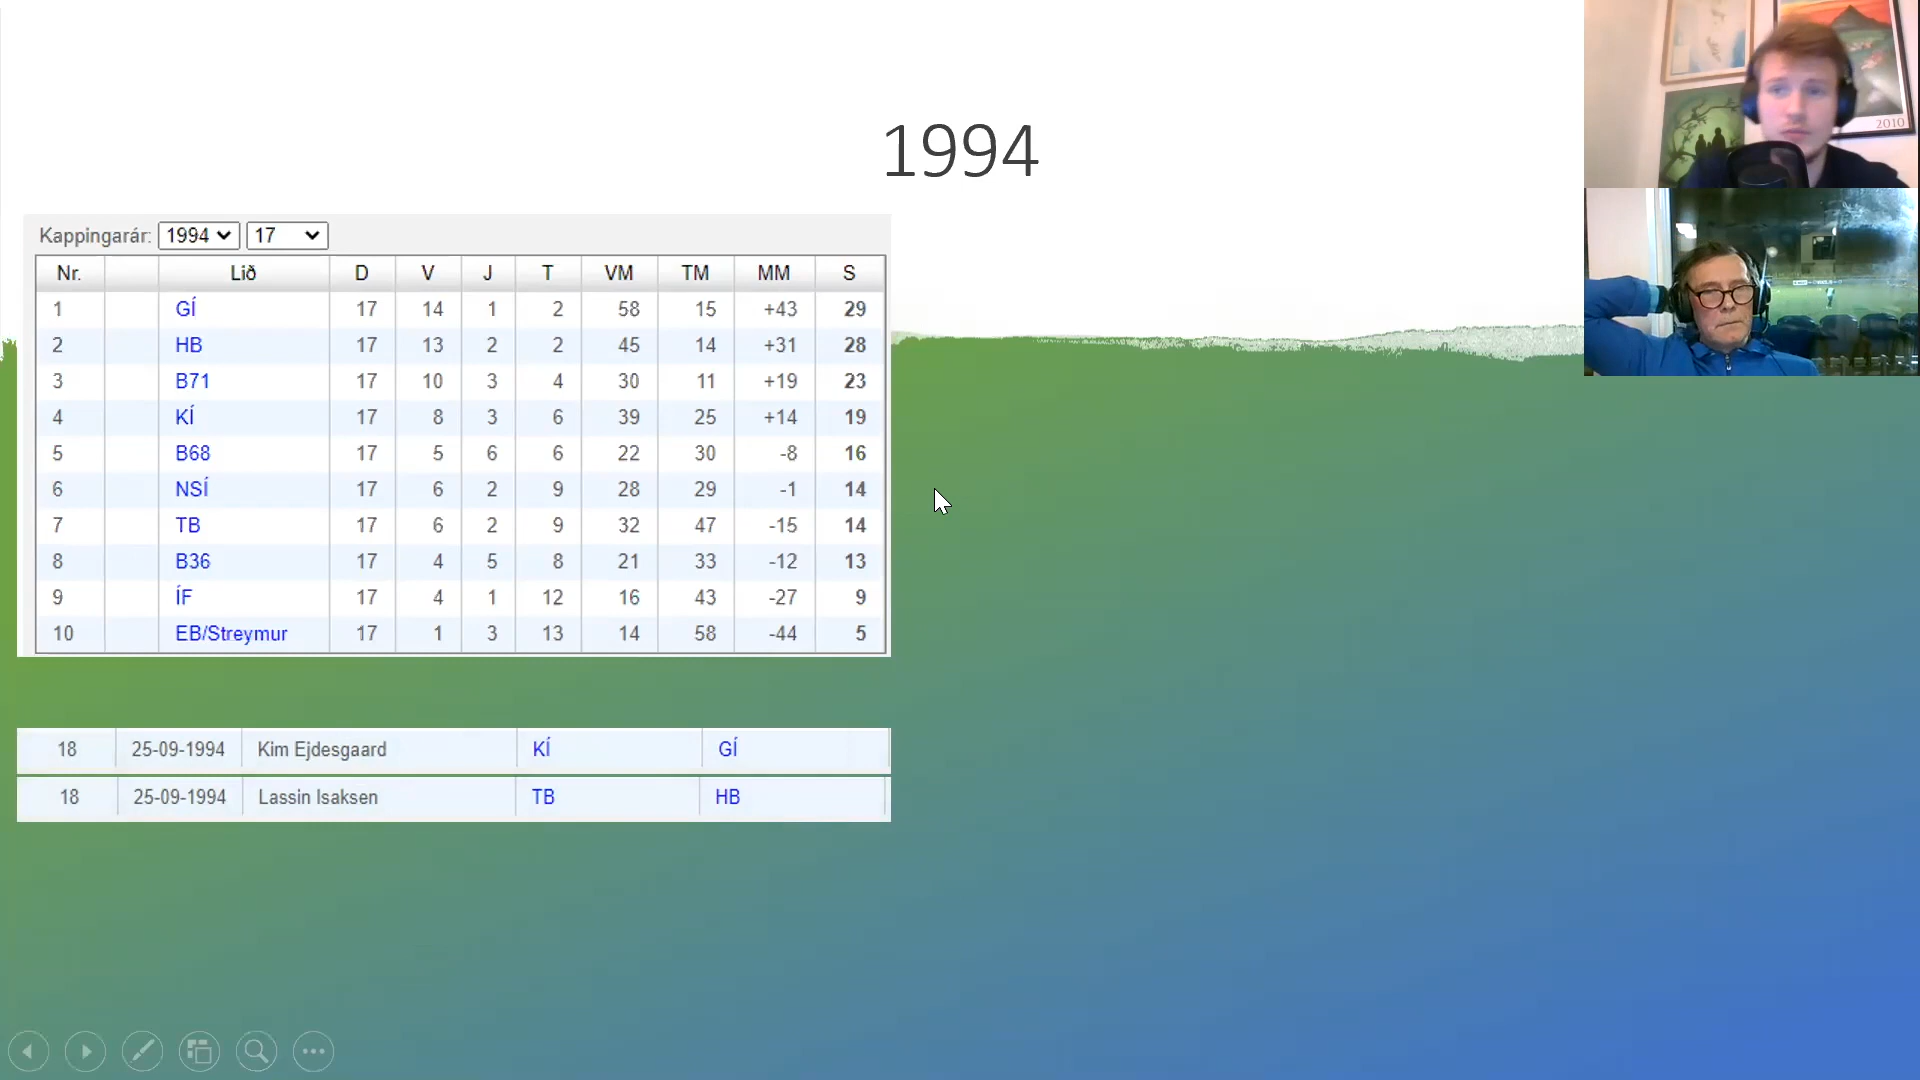 1994
2010
Kappingarár: 1994 17
Nr. Lið D V J T VM TM MM S
1 GÍ 17 14 1 2 58 15 +43 29
2 HB 17 13 2 2 45 14 +31 28
3 B71 17 10 3 4 30 11 +19 23
4 KÍ 17 8 3 6 39 25 +14 19
5 B68 17 5 6 6 22 30 -8 16
6 NSÍ 17 6 2 9 28 29 -1 14
7 TB 17 6 2 9 32 47 -15 14
8 B36 17 4 5 8 21 33 -12 13
9 ÍF 17 4 1 12 16 43 -27 9
10 EB/Streymur 17 1 3 13 14 58 -44 5
18 25-09-1994 Kim Ejdesgaard KÍ GÍ
18 25-09-1994 Lassin Isaksen TB HB